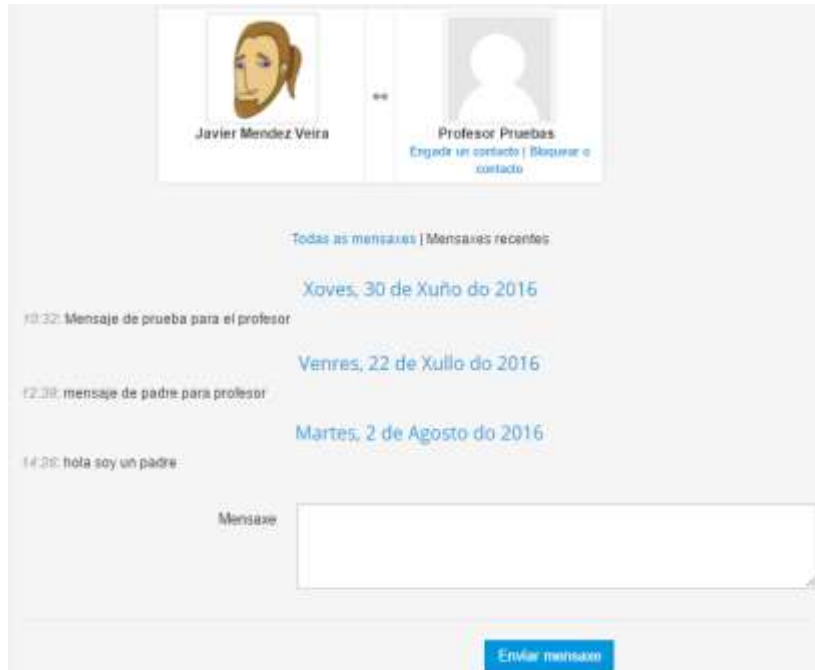 Javier Mendez Veira
Profesor Pruebas
Engadir un contacto | Bloquear o
contacto
Todas as mensaxes | Mensaxes recentes
Xoves, 30 de Xuño do 2016
10:32: Mensaje de prueba para el profesor
Venres, 22 de Xullo do 2016
12:39: mensaje de padre para profesor
Martes, 2 de Agosto do 2016
hola soy un padre
Mensaxe
Enviar mensaxe